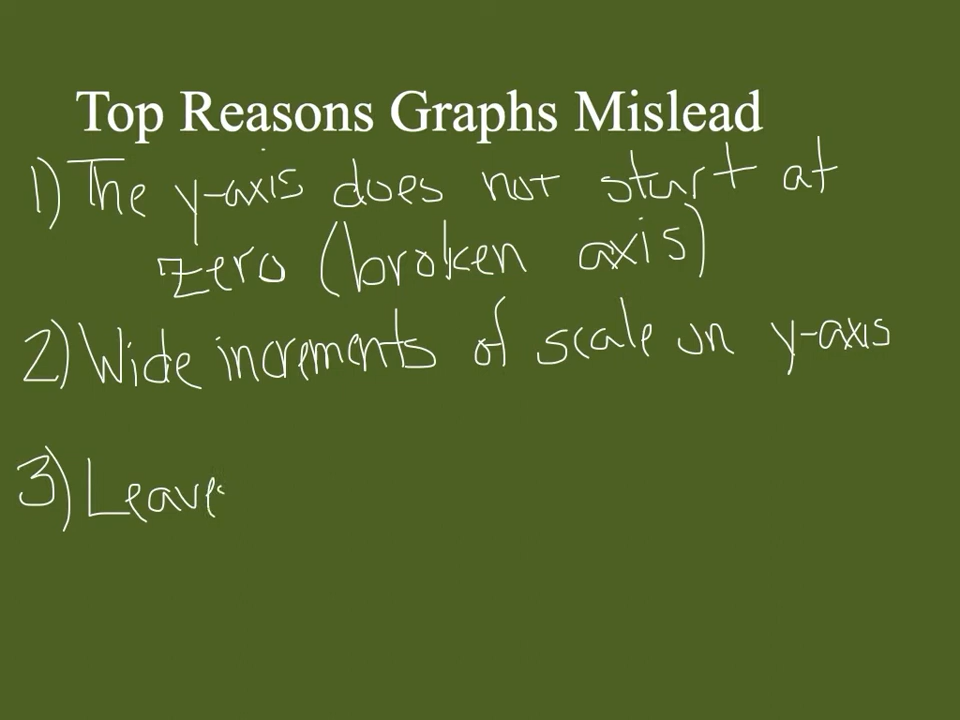 Top Reasons Graphs Mislead
1) The y-axis does not start at
zero (broken axis)
2) Wide increments of scale on y-axis
3) Leave